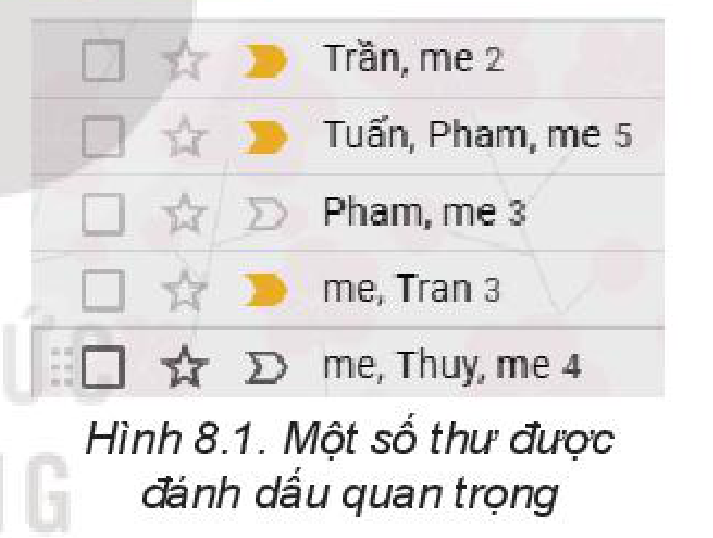 Trần, me 2
Tuấn, Pham, me 5
Pham, me 3
me, Tran 3
me, Thuy, me 4
Hình 8.1. Một số thư được
đánh dấu quan trọng